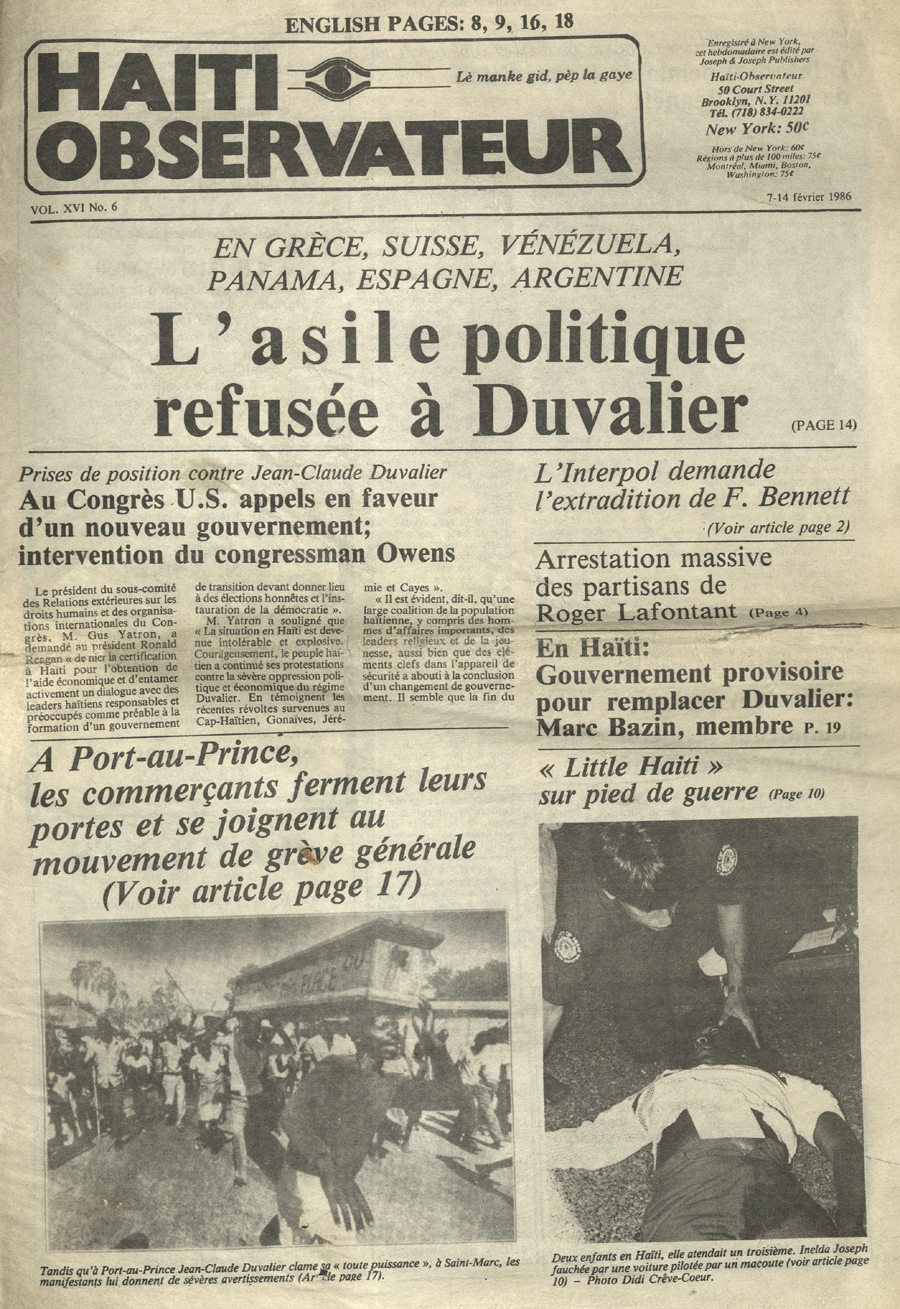 ENGLISH PAGES: 8, 9, 16, 18
HAITI
OBSERVATEUR
Lè manke gid, pèp la gaye
Enregistré à New York,
cet hebdomadaire est édité par
Joseph & Joseph Publishers
Haïti-Observateur
50 Court Street
Brooklyn, N.Y. 11201
Tél. (718) 834-0222
New York: 50¢
Hors de New York: 60¢
Régions à plus de 100 miles: 75¢
Montréal, Miami, Boston,
Washington: 75¢
VOL. XVI No. 6
7-14 février 1986
EN GRÈCE, SUISSE, VÉNÉZUELA,
PANAMA, ESPAGNE, ARGENTINE
L'asile politique
refusée à Duvalier
(PAGE 14)
Prises de position contre Jean-Claude Duvalier
Au Congrès U.S. appels en faveur
d'un nouveau gouvernement;
intervention du congressman Owens
Le président du sous-comité
des Relations extérieures sur les
droits humains et des organisa-
tions internationales du Con-
grès, M. Gus Yatron, a
demandé au président Ronald
Reagan « de nier la certification
à Haïti pour l'obtention de
l'aide économique et d'entamer
activement un dialogue avec des
leaders haïtiens responsables et
préoccupés comme préable à la
formation d'un gouvernement
de transition devant donner lieu
à des élections honnêtes et l'ins-
tauration de la démocratie ».
M. Yatron a souligné que
« La situation en Haïti est deve-
nue intolérable et explosive.
Courageusement, le peuple haï-
tien a continué ses protestations
contre la sévère oppression poli-
tique et économique du régime
Duvalier. En témoignent les
récentes révoltes survenues au
Cap-Haïtien, Gonaïves, Jéré-
mie et Cayes ».
« Il est évident, dit-il, qu'une
large coalition de la population
haïtienne, y compris des hom-
mes d'affaires importants, des
leaders religieux et de la jeu-
nesse, aussi bien que des élé-
ments clefs dans l'appareil de
sécurité a abouti à la conclusion
d'un changement de gouverne-
ment. Il semble que la fin du
L'Interpol demande
l'extradition de F. Bennett
(Voir article page 2)
Arrestation massive
des partisans de
Roger Lafontant (Page 4)
En Haïti:
Gouvernement provisoire
pour remplacer Duvalier:
Marc Bazin, membre P. 19
« Little Haiti »
sur pied de guerre (Page 10)
A Port-au-Prince,
les commerçants ferment leurs
portes et se joignent au
mouvement de grève générale
(Voir article page 17)
PLACE
Tandis qu'à Port-au-Prince Jean-Claude Duvalier clame sa « toute puissance », à Saint-Marc, les
manifestants lui donnent de sévères avertissements (Ar le page 17).
Deux enfants en Haïti, elle atendait un troisième. Inelda Joseph
fauchée par une voiture pilotée par un macoute (voir article page
10) – Photo Didi Crêve-Coeur.